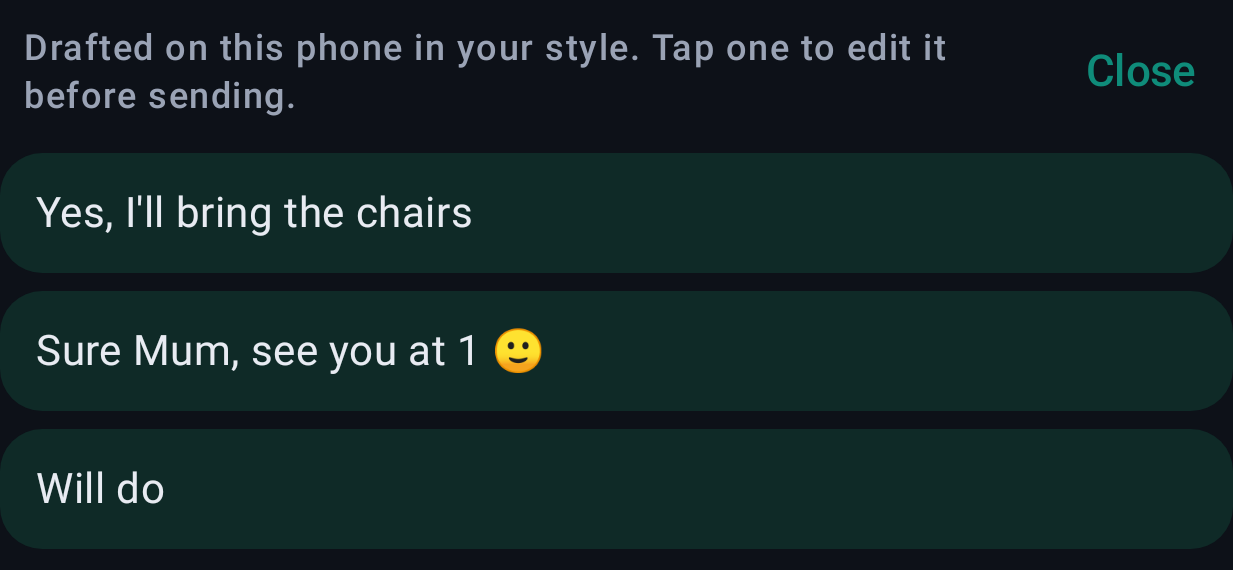 Drafted on this phone in your style. Tap one to edit it
before sending.
Close
Yes, I'll bring the chairs
Sure Mum, see you at 1 🙂
Will do